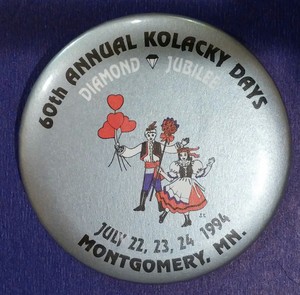 60th ANNUAL KOLACKY DAYS
DIAMOND JUBILEE
JULY 22, 23, 24 1994
MONTGOMERY, MN.